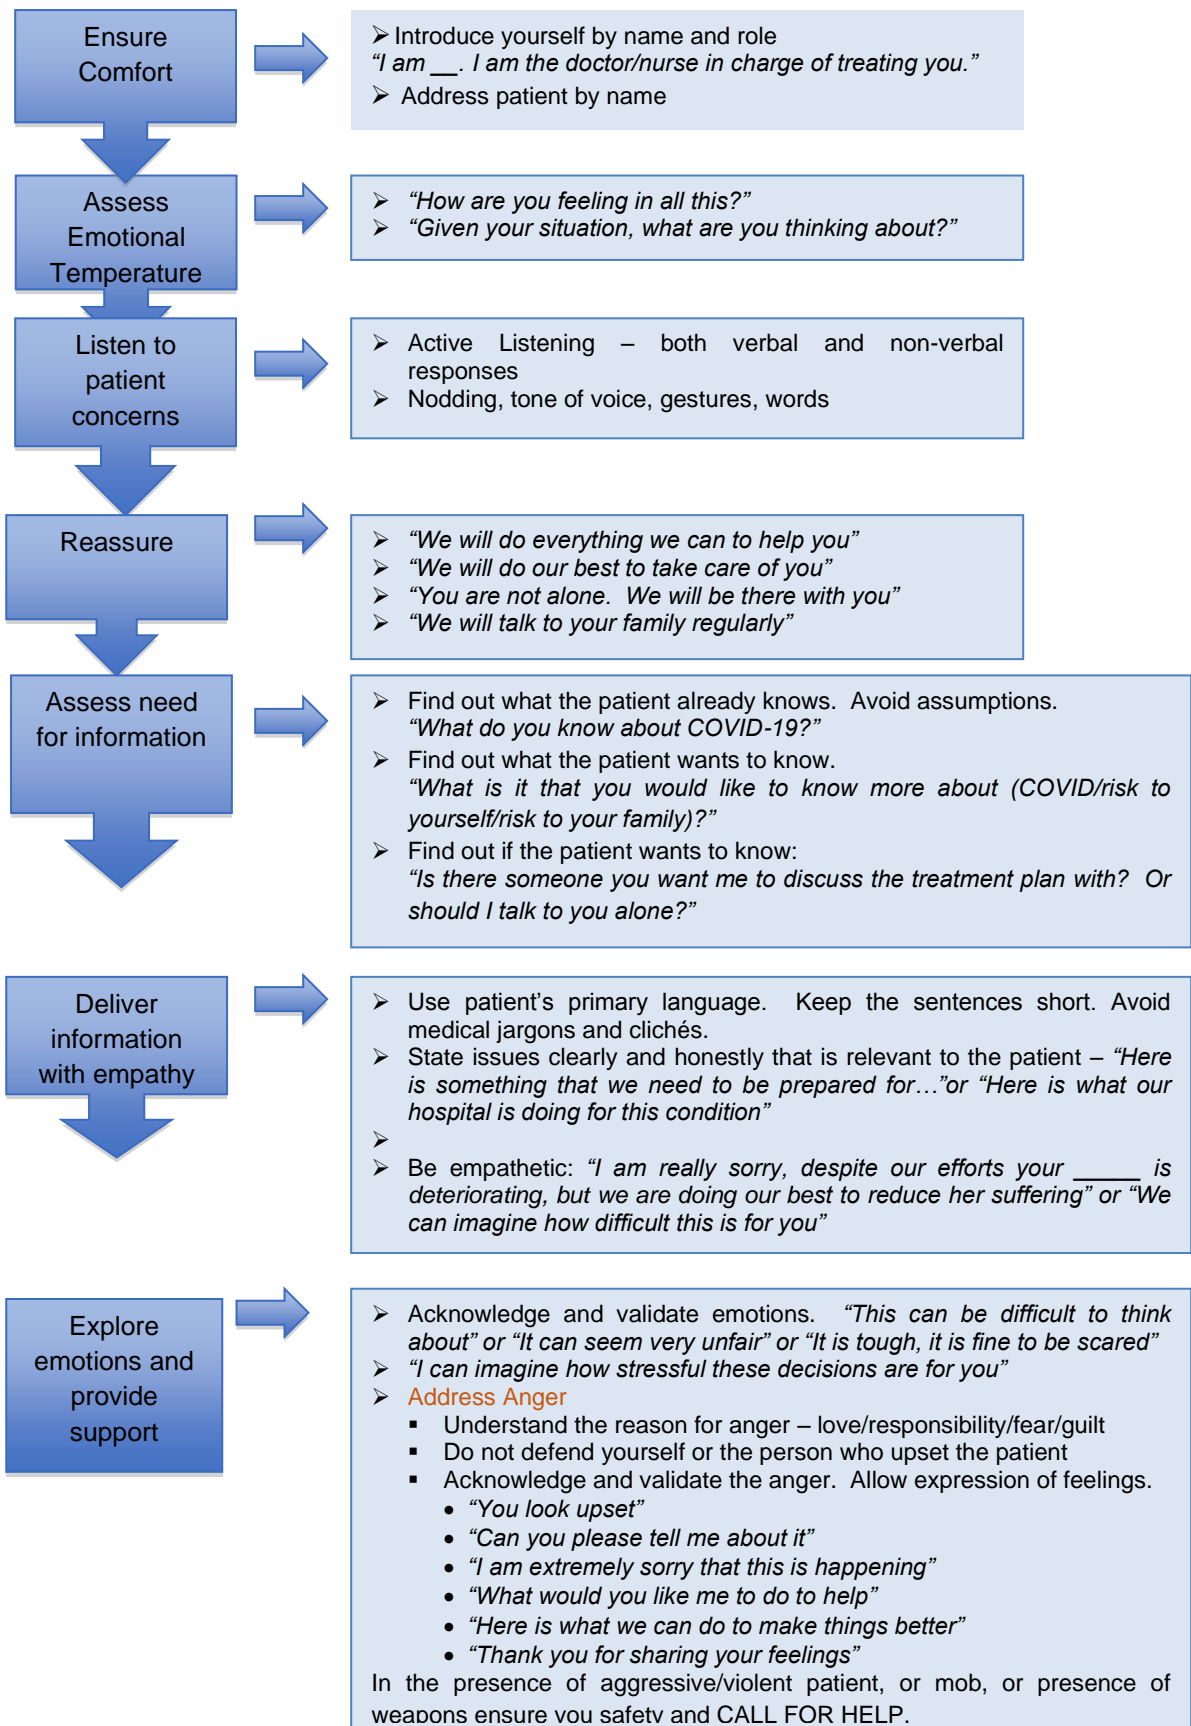 Ensure
Comfort
➢ Introduce yourself by name and role
“I am __. I am the doctor/nurse in charge of treating you.”
➢ Address patient by name
Assess
Emotional
Temperature
➢ “How are you feeling in all this?”
➢ “Given your situation, what are you thinking about?”
Listen to
patient
concerns
➢ Active Listening – both verbal and non-verbal
responses
➢ Nodding, tone of voice, gestures, words
Reassure
➢ “We will do everything we can to help you”
➢ “We will do our best to take care of you”
➢ “You are not alone. We will be there with you”
➢ “We will talk to your family regularly”
Assess need
for information
➢ Find out what the patient already knows. Avoid assumptions.
“What do you know about COVID-19?”
➢ Find out what the patient wants to know.
“What is it that you would like to know more about (COVID/risk to
yourself/risk to your family)?”
➢ Find out if the patient wants to know:
“Is there someone you want me to discuss the treatment plan with? Or
should I talk to you alone?”
Deliver
information
with empathy
➢ Use patient’s primary language. Keep the sentences short. Avoid
medical jargons and clichés.
➢ State issues clearly and honestly that is relevant to the patient – “Here
is something that we need to be prepared for…”or “Here is what our
hospital is doing for this condition”
➢
➢ Be empathetic: “I am really sorry, despite our efforts your _____ is
deteriorating, but we are doing our best to reduce her suffering” or “We
can imagine how difficult this is for you”
Explore
emotions and
provide
support
➢ Acknowledge and validate emotions. “This can be difficult to think
about” or “It can seem very unfair” or “It is tough, it is fine to be scared”
➢ “I can imagine how stressful these decisions are for you”
➢ Address Anger
▪ Understand the reason for anger – love/responsibility/fear/guilt
▪ Do not defend yourself or the person who upset the patient
▪ Acknowledge and validate the anger. Allow expression of feelings.
• “You look upset”
• “Can you please tell me about it”
• “I am extremely sorry that this is happening”
• “What would you like me to do to help”
• “Here is what we can do to make things better”
• “Thank you for sharing your feelings”
In the presence of aggressive/violent patient, or mob, or presence of
weapons ensure you safety and CALL FOR HELP.